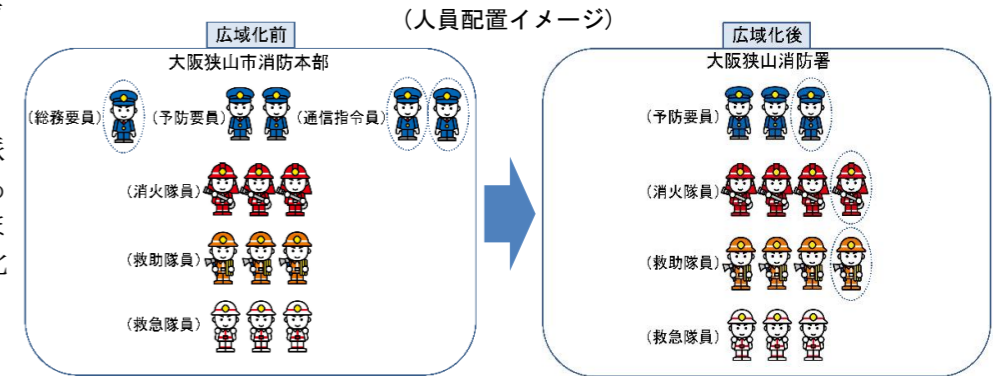 （人員配置イメージ）
広域化前
大阪狭山市消防本部
（総務要員）
（予防要員）
（通信指令員）
（消火隊員）
（救助隊員）
（救急隊員）
広域化後
大阪狭山消防署
（予防要員）
（消火隊員）
（救助隊員）
（救急隊員）